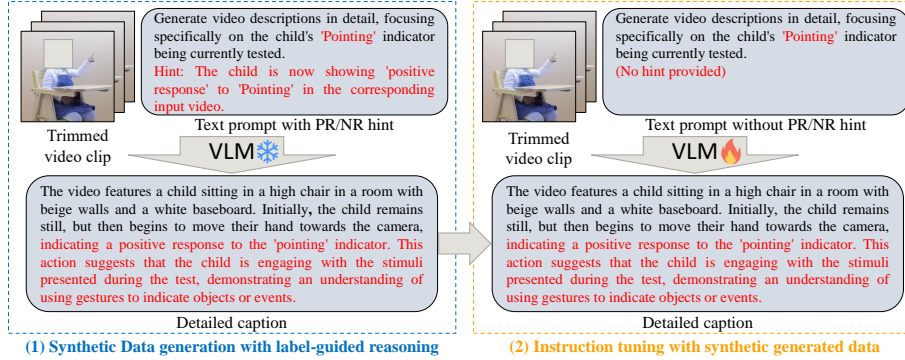 Generate video descriptions in detail, focusing
specifically on the child's 'Pointing' indicator
being currently tested.
Hint: The child is now showing 'positive
response' to 'Pointing' in the corresponding
input video.
Trimmed
video clip
Text prompt with PR/NR hint
VLM
The video features a child sitting in a high chair in a room with
beige walls and a white baseboard. Initially, the child remains
still, but then begins to move their hand towards the camera,
indicating a positive response to the 'pointing' indicator. This
action suggests that the child is engaging with the stimuli
presented during the test, demonstrating an understanding of
using gestures to indicate objects or events.
Detailed caption
(1) Synthetic Data generation with label-guided reasoning
Generate video descriptions in detail, focusing
specifically on the child's 'Pointing' indicator
being currently tested.
(No hint provided)
Trimmed
video clip
Text prompt without PR/NR hint
VLM
The video features a child sitting in a high chair in a room with
beige walls and a white baseboard. Initially, the child remains
still, but then begins to move their hand towards the camera,
indicating a positive response to the 'pointing' indicator. This
action suggests that the child is engaging with the stimuli
presented during the test, demonstrating an understanding of
using gestures to indicate objects or events.
Detailed caption
(2) Instruction tuning with synthetic generated data